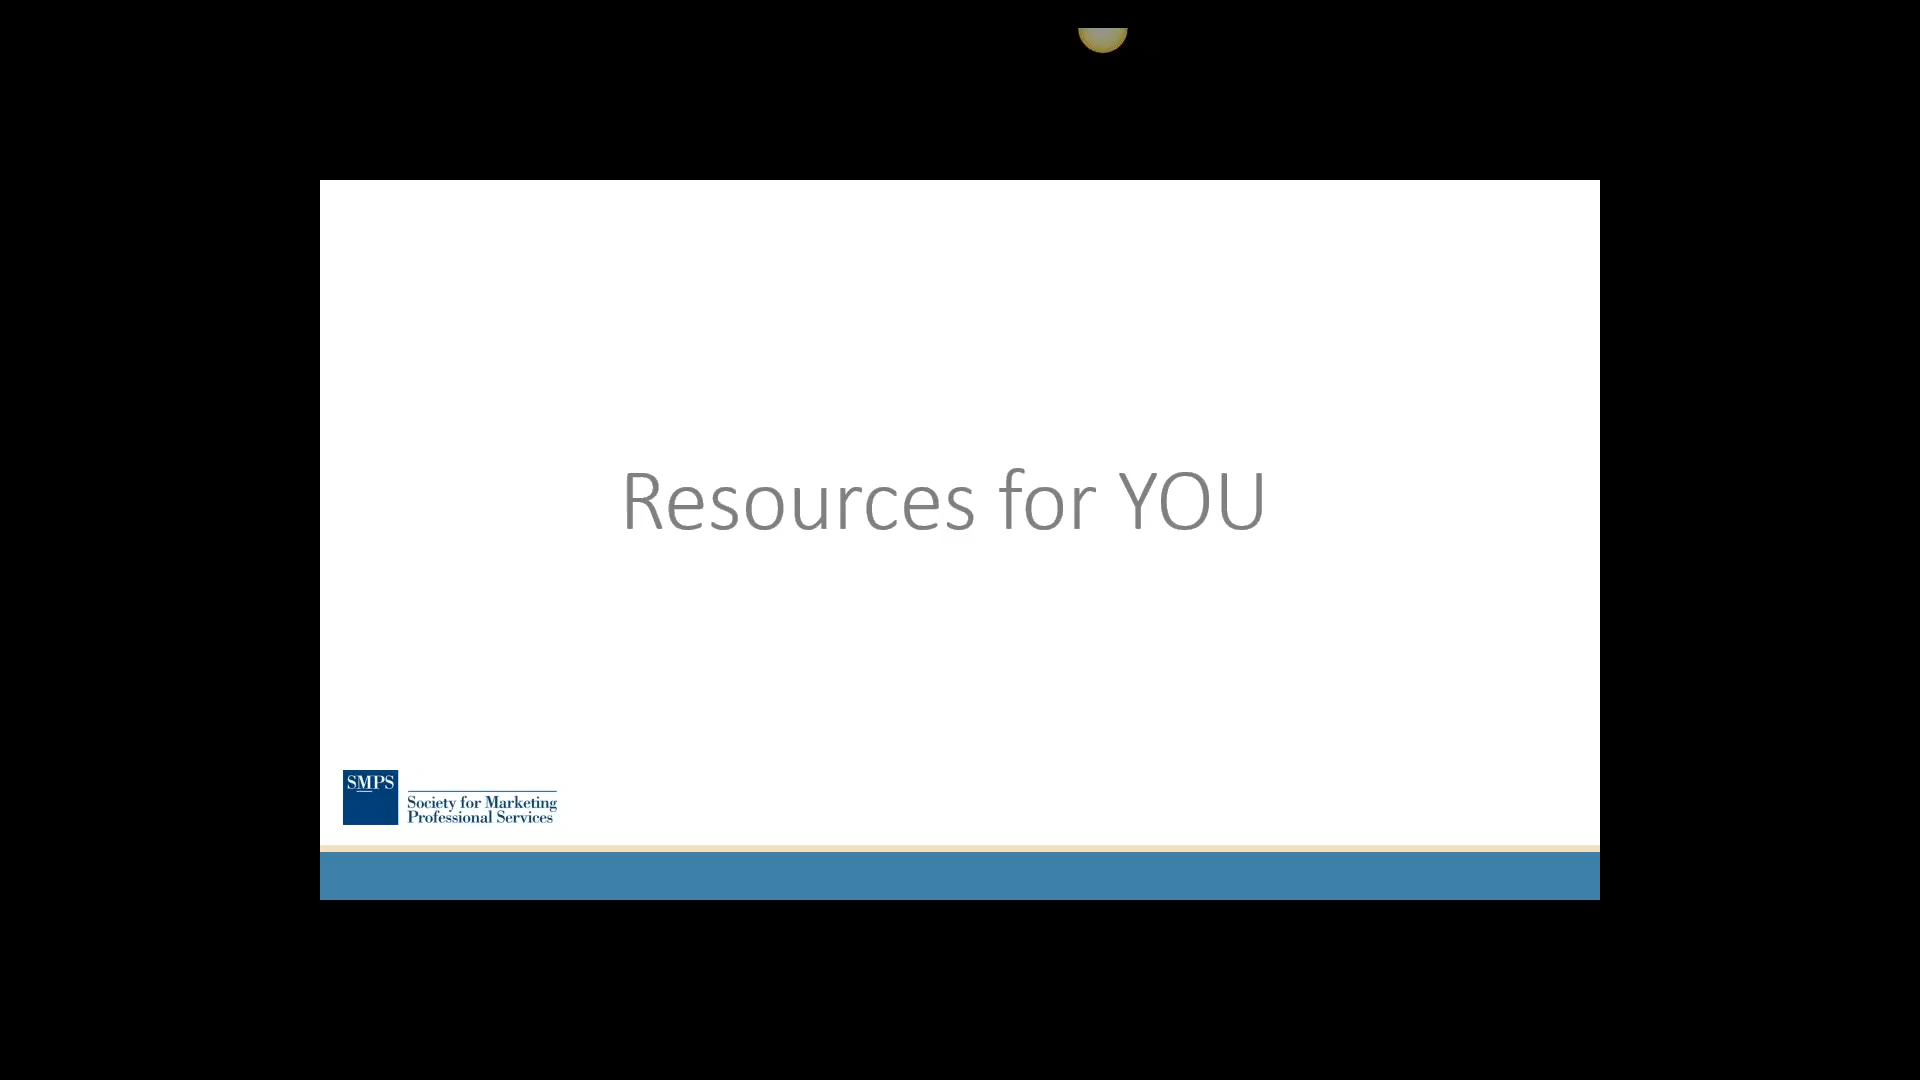 Resources for YOU
SMPS
Society for Marketing
Professional Services